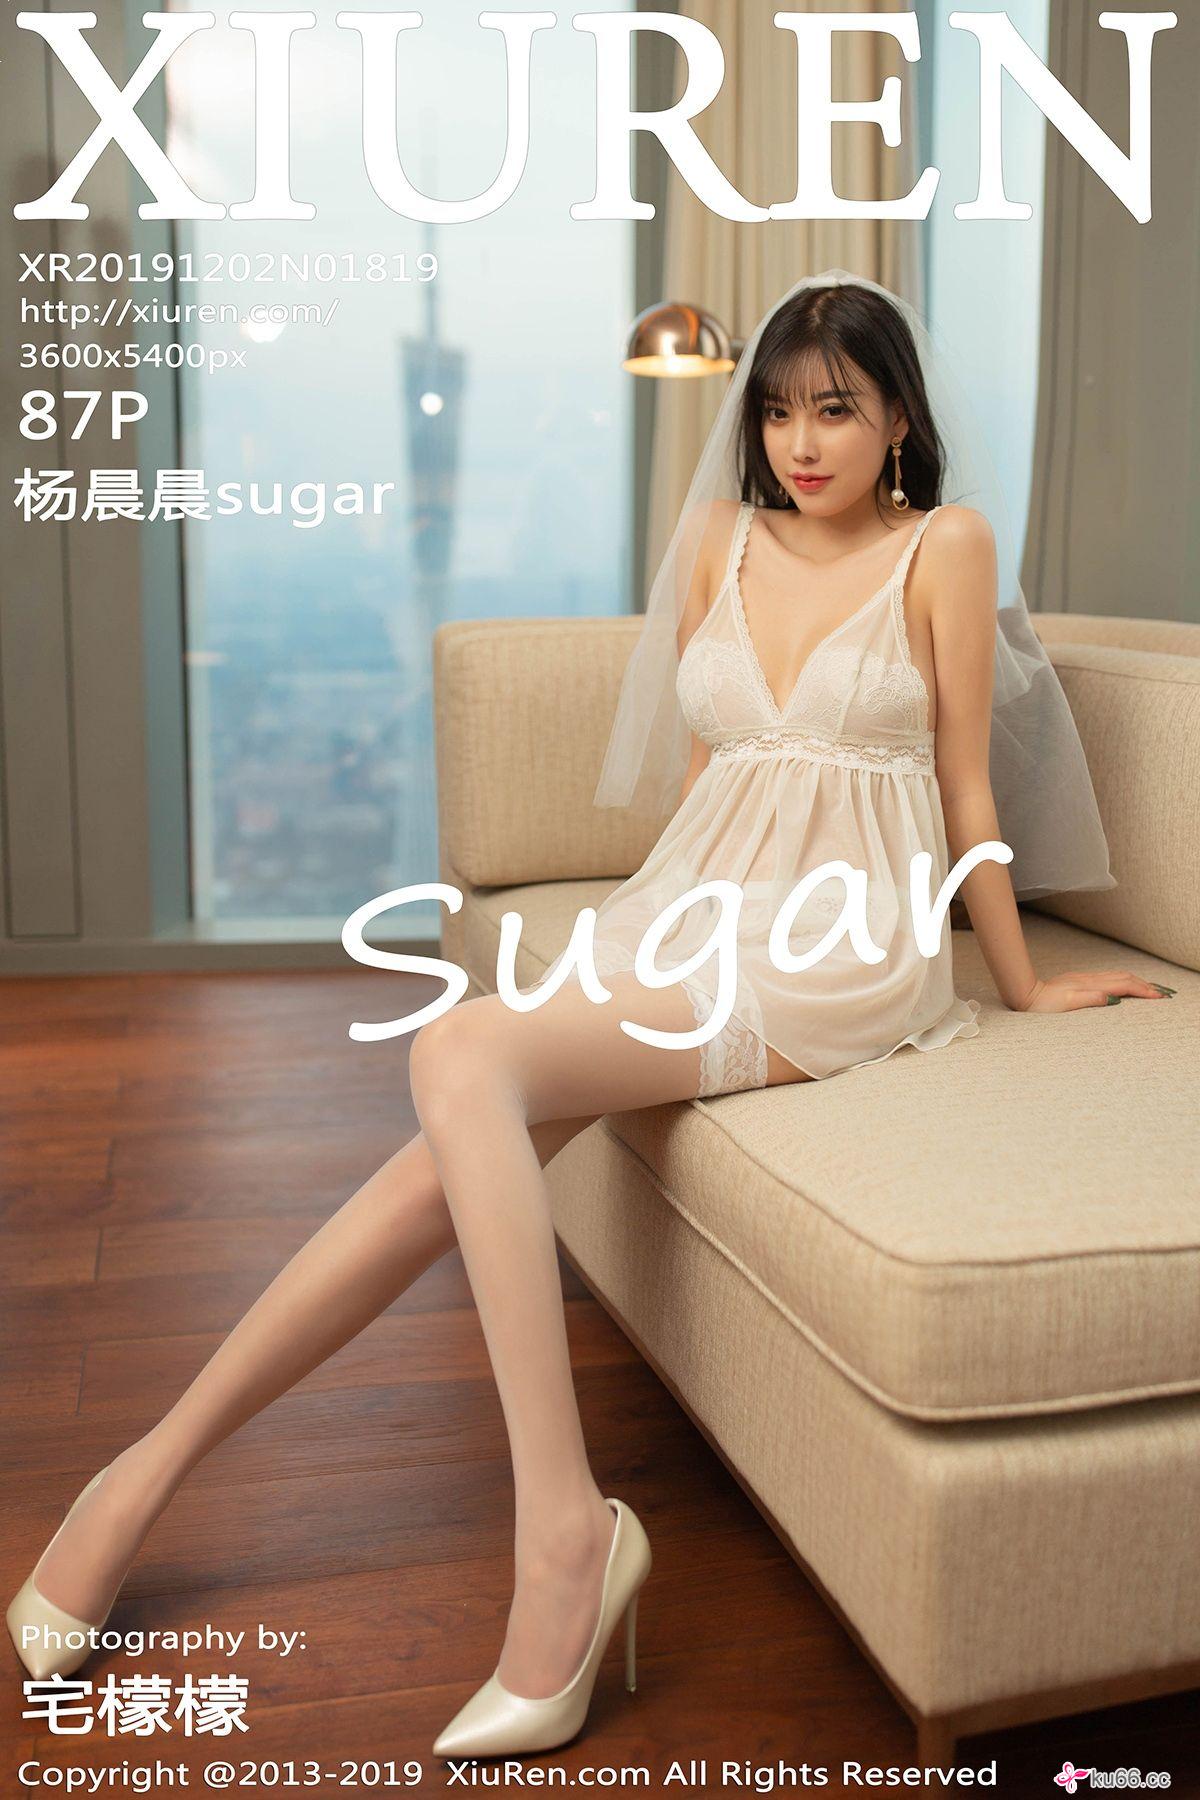 XIUREN
XR20191202N01819
http://xiuren.com/
3600x5400px
87P
杨晨晨sugar
sugar
Photography by:
宅檬檬
Copyright @2013-2019 XiuRen.com All Rights Reserved
ku66.cc